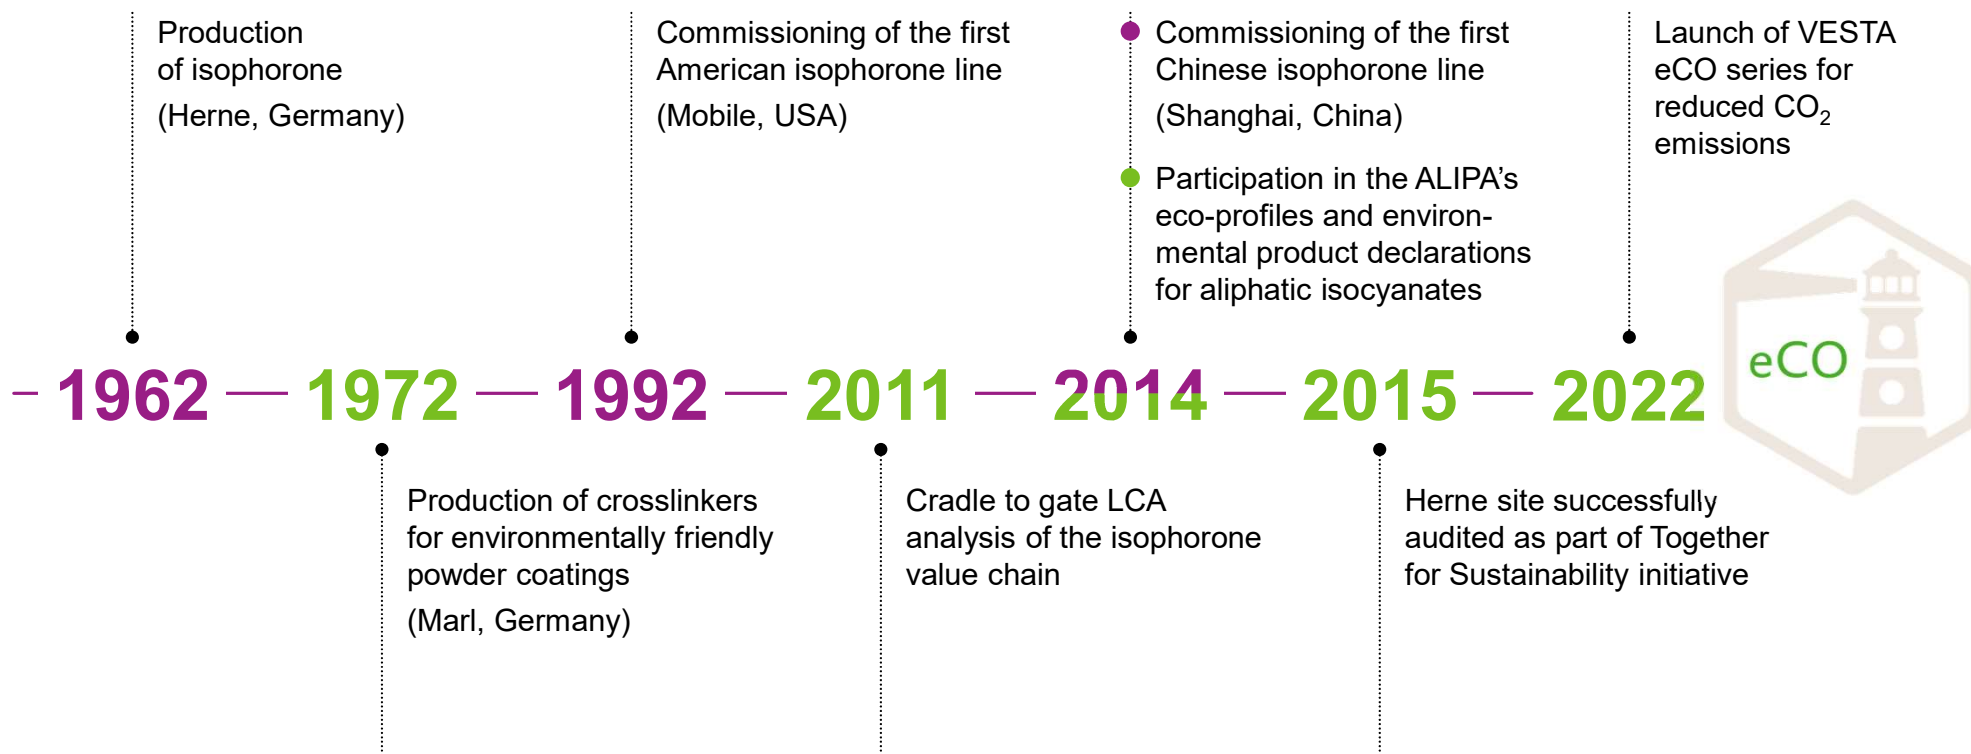 Production
of isophorone
(Herne, Germany)
Commissioning of the first
American isophorone line
(Mobile, USA)
Commissioning of the first
Chinese isophorone line
(Shanghai, China)
Participation in the ALIPA’s
eco-profiles and environ-
mental product declarations
for aliphatic isocyanates
Launch of VESTA
eCO series for
reduced CO₂
emissions
eCO
1962
1972
1992
2011
2014
2015
2022
Production of crosslinkers
for environmentally friendly
powder coatings
(Marl, Germany)
Cradle to gate LCA
analysis of the isophorone
value chain
Herne site successfully
audited as part of Together
for Sustainability initiative